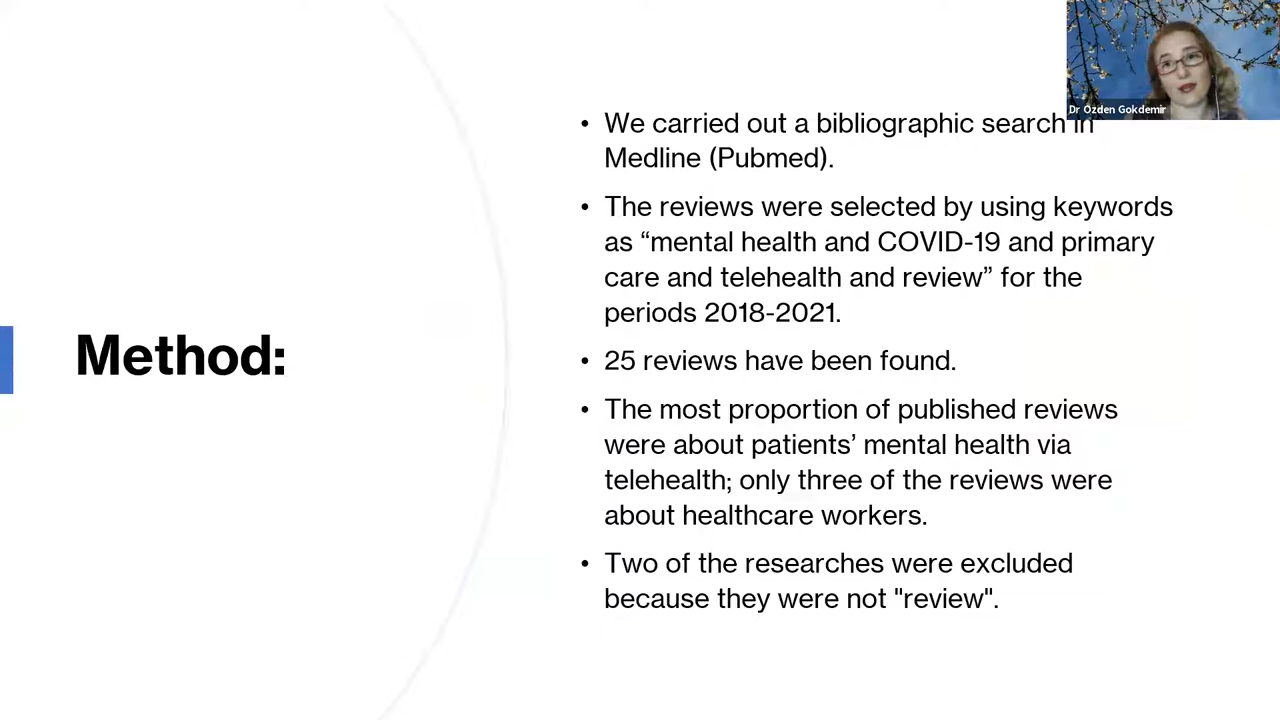 Dr Özden Gokdemir
Method:
• We carried out a bibliographic search in
Medline (Pubmed).
• The reviews were selected by using keywords
as “mental health and COVID-19 and primary
care and telehealth and review” for the
periods 2018-2021.
• 25 reviews have been found.
• The most proportion of published reviews
were about patients’ mental health via
telehealth; only three of the reviews were
about healthcare workers.
• Two of the researches were excluded
because they were not "review".